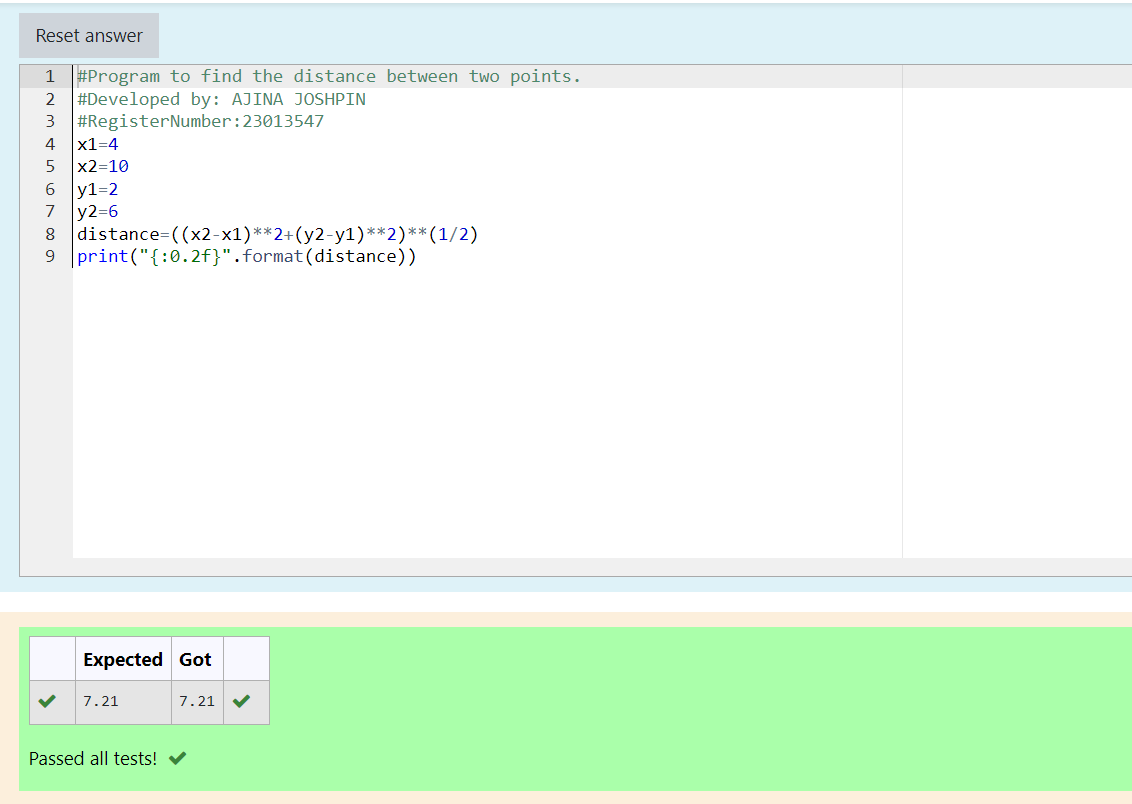 Reset answer
1 #Program to find the distance between two points.
2 #Developed by: AJINA JOSHPIN
3 #RegisterNumber:23013547
4 x1=4
5 x2=10
6 y1=2
7 y2=6
8 distance=((x2-x1)**2+(y2-y1)**2)**(1/2)
9 print("{:0.2f}".format(distance))
Expected Got
7.21 7.21
Passed all tests!